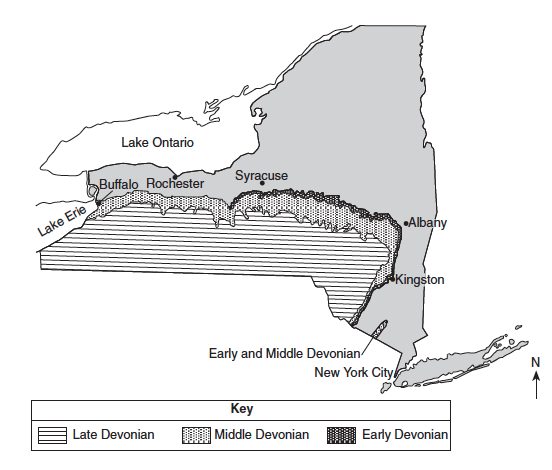 Lake Ontario
Syracuse
Buffalo Rochester
Lake Erie
Albany
Kingston
Early and Middle Devonian
New York City
N
Key
Late Devonian
Middle Devonian
Early Devonian